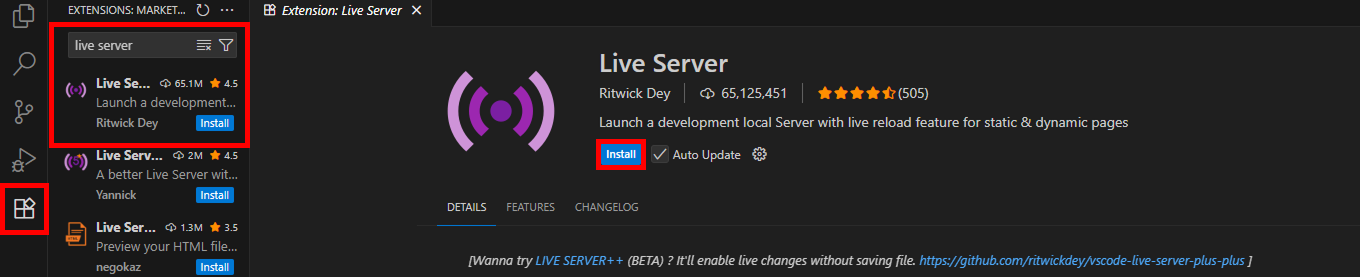 EXTENSIONS: MARKET...
live server
Live Se... 65.1M 4.5
Launch a development...
Ritwick Dey Install
Live Serv... 2M 4.5
A better Live Server wit...
Yannick Install
Live Ser... 1.3M 3.5
Preview your HTML file...
negokaz Install
Extension: Live Server
Live Server
Ritwick Dey 65,125,451 (505)
Launch a development local Server with live reload feature for static & dynamic pages
Install Auto Update
DETAILS FEATURES CHANGELOG
[Wanna try LIVE SERVER++ (BETA) ? It'll enable live changes without saving file. https://github.com/ritwickdey/vscode-live-server-plus-plus ]